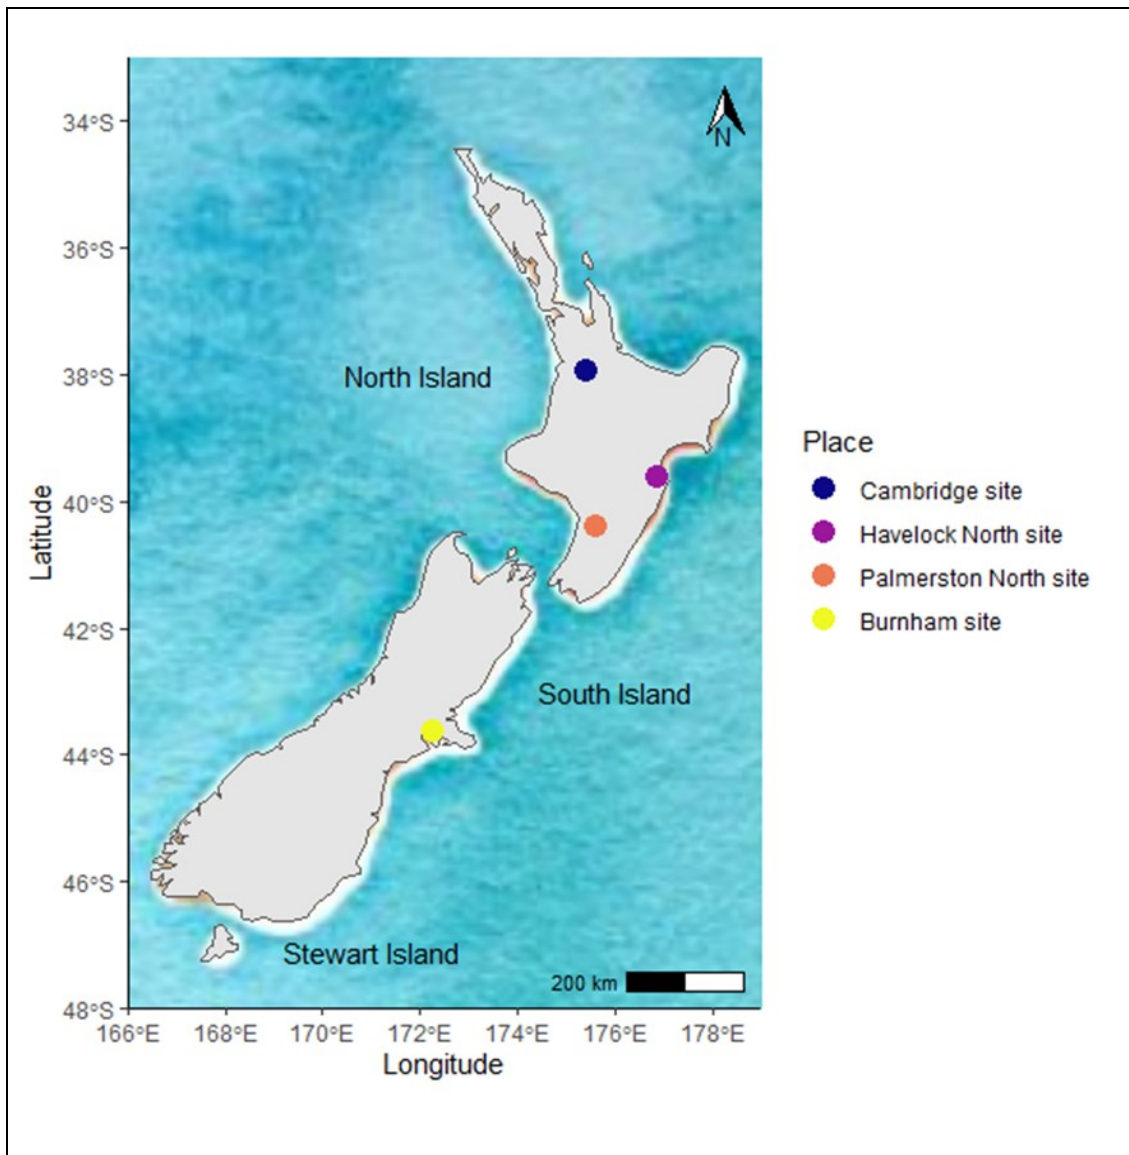 34°S
N
36°S
38°S
North Island
Place
Cambridge site
Havelock North site
Palmerston North site
Burnham site
40°S
Latitude
42°S
South Island
44°S
46°S
Stewart Island
200 km
48°S
166°E 168°E 170°E 172°E 174°E 176°E 178°E
Longitude